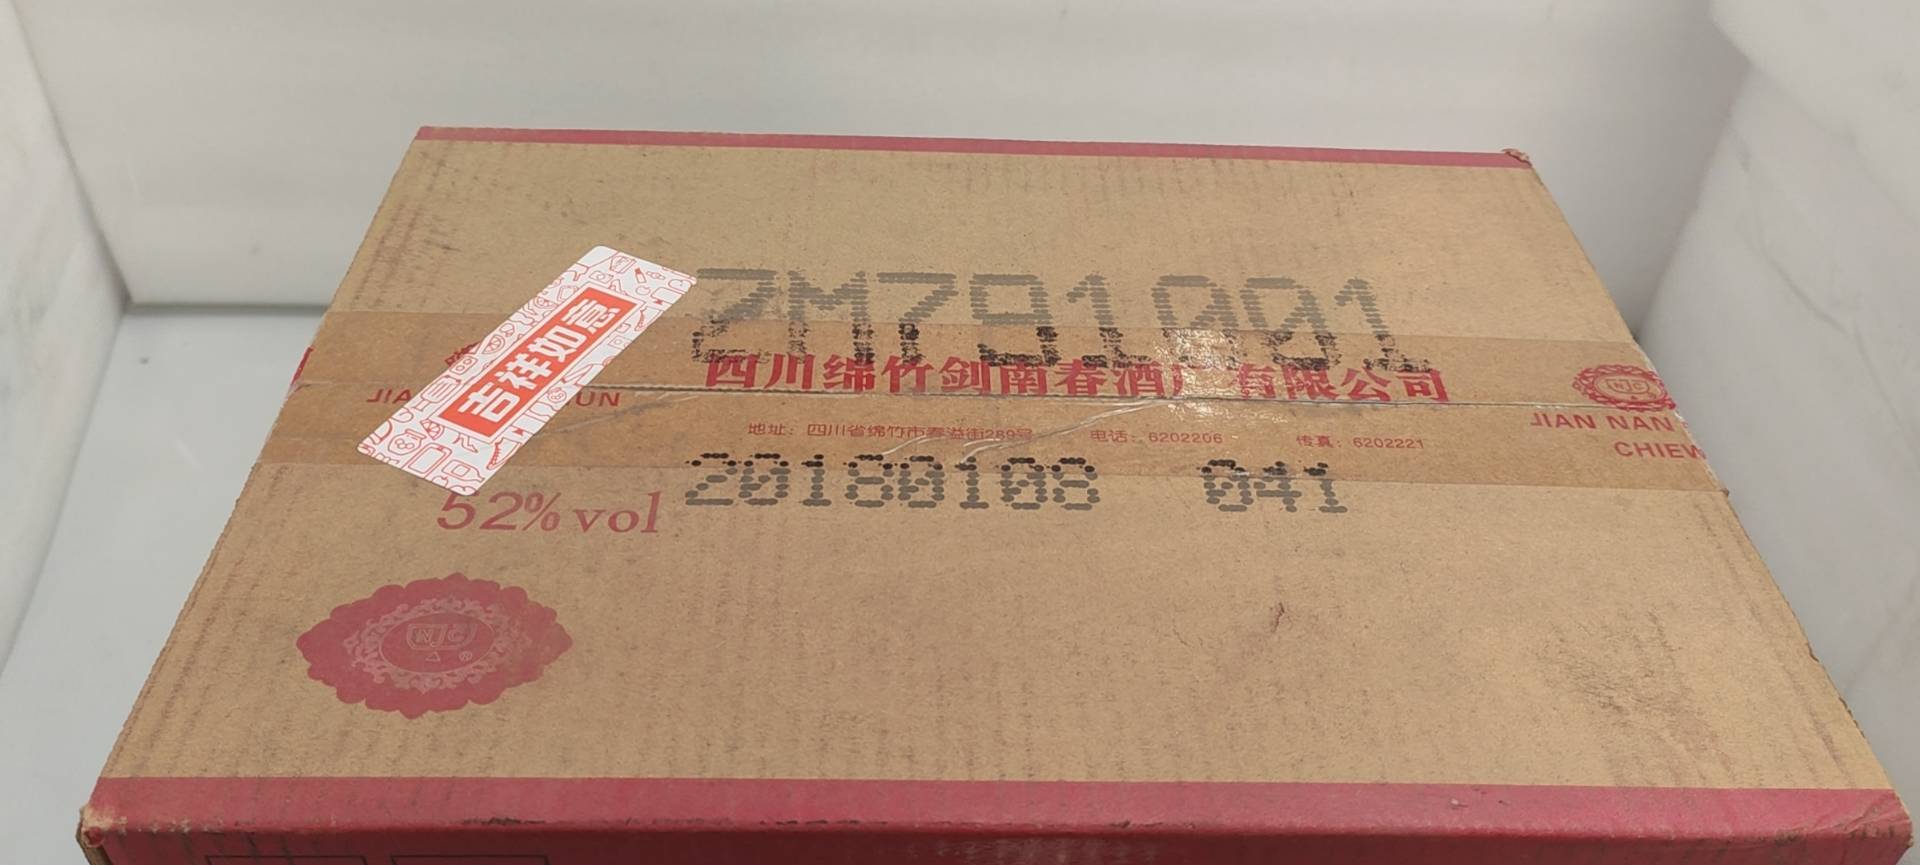 2M791001
吉祥如意
四川绵竹剑南春酒厂有限公司
JIAN NAN
CHIEW
地址：四川省绵竹市春溢街289号 电话：6202206 传真：6202221
20180108 041
52% vol